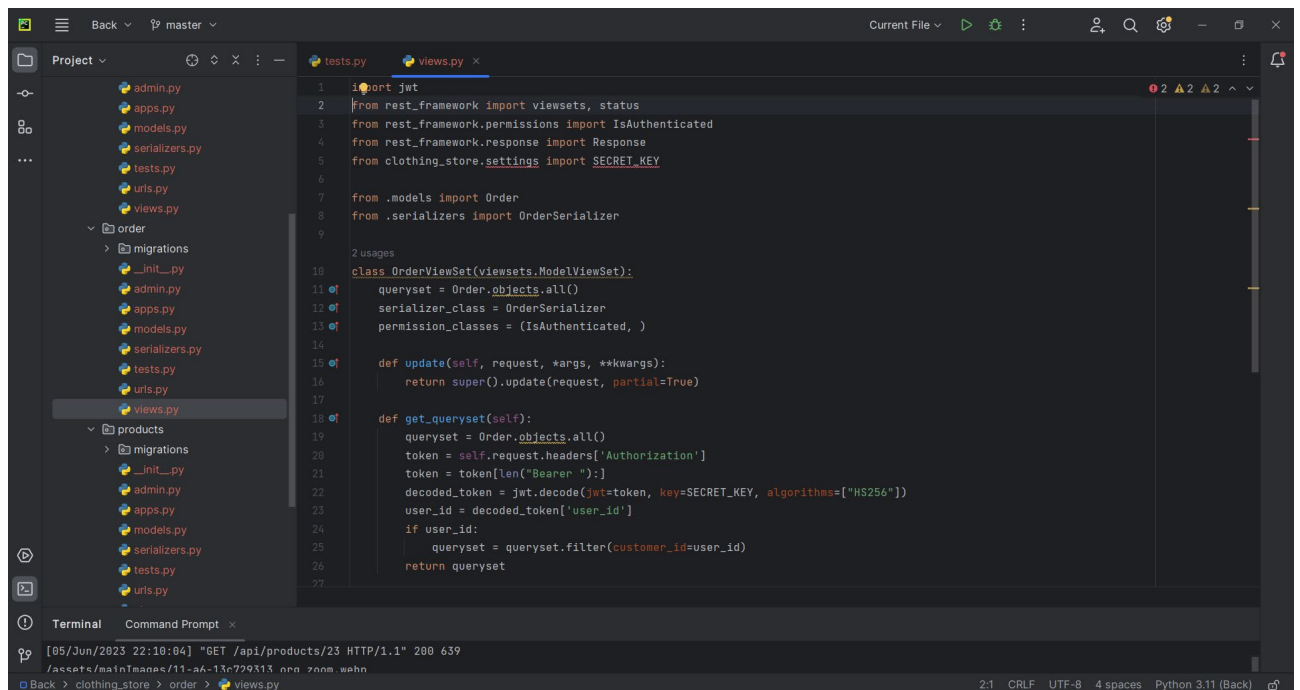 Back master Current File
Project
tests.py views.py
admin.py
apps.py
models.py
serializers.py
tests.py
urls.py
views.py
order
migrations
__init__.py
admin.py
apps.py
models.py
serializers.py
tests.py
urls.py
views.py
products
migrations
__init__.py
admin.py
apps.py
models.py
serializers.py
tests.py
urls.py
2 2 2
1 import jwt
2 from rest_framework import viewsets, status
3 from rest_framework.permissions import IsAuthenticated
4 from rest_framework.response import Response
5 from clothing_store.settings import SECRET_KEY
6
7 from .models import Order
8 from .serializers import OrderSerializer
9
2 usages
10 class OrderViewSet(viewsets.ModelViewSet):
11 queryset = Order.objects.all()
12 serializer_class = OrderSerializer
13 permission_classes = (IsAuthenticated, )
14
15 def update(self, request, *args, **kwargs):
16 return super().update(request, partial=True)
17
18 def get_queryset(self):
19 queryset = Order.objects.all()
20 token = self.request.headers['Authorization']
21 token = token[len("Bearer "):]
22 decoded_token = jwt.decode(jwt=token, key=SECRET_KEY, algorithms=["HS256"])
23 user_id = decoded_token['user_id']
24 if user_id:
25 queryset = queryset.filter(customer_id=user_id)
26 return queryset
27
Terminal Command Prompt
[05/Jun/2023 22:10:04] "GET /api/products/23 HTTP/1.1" 200 639
/assets/mainImages/11-a6-13c729313_org_zoom.webp
Back > clothing_store > order > views.py 2:1 CRLF UTF-8 4 spaces Python 3.11 (Back)